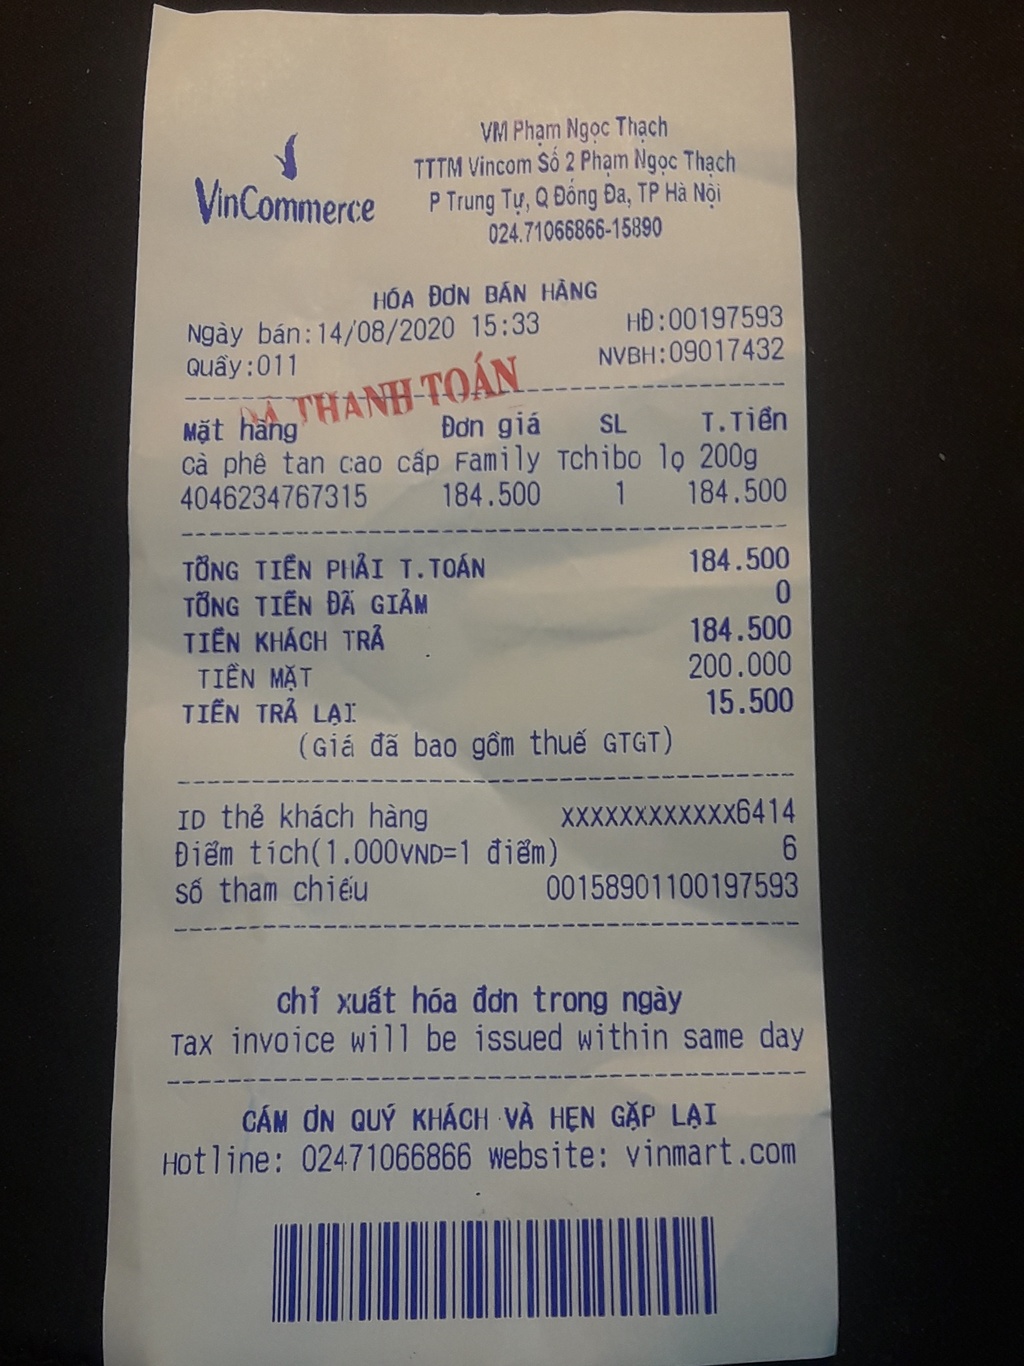 VinCommerce
VM Phạm Ngọc Thạch
TTTM Vincom Số 2 Phạm Ngọc Thạch
P Trung Tự, Q Đống Đa, TP Hà Nội
024.71066866-15890
HÓA ĐƠN BÁN HÀNG
Ngày bán:14/08/2020 15:33 HĐ:00197593
Quầy:011 NVBH:09017432
ĐÃ THANH TOÁN
Mặt hàng Đơn giá SL T.Tiền
Cà phê tan cao cấp Family Tchibo lọ 200g
4046234767315 184.500 1 184.500
TỔNG TIỀN PHẢI T.TOÁN 184.500
TỔNG TIỀN ĐÃ GIẢM 0
TIỀN KHÁCH TRẢ 184.500
TIỀN MẶT 200.000
TIỀN TRẢ LẠI 15.500
(Giá đã bao gồm thuế GTGT)
ID thẻ khách hàng XXXXXXXXXXXX6414
Điểm tích(1.000VND=1 điểm) 6
Số tham chiếu 00158901100197593
Chỉ xuất hóa đơn trong ngày
Tax invoice will be issued within same day
CÁM ƠN QUÝ KHÁCH VÀ HẸN GẶP LẠI
Hotline: 02471066866 Website: vinmart.com